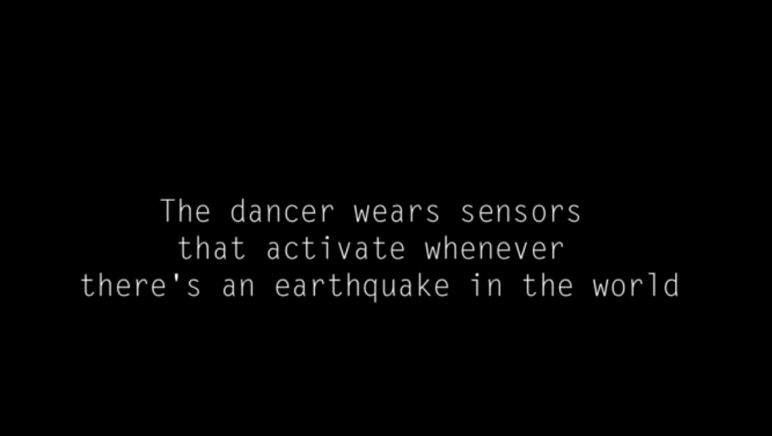 The dancer wears sensors
that activate whenever
there's an earthquake in the world